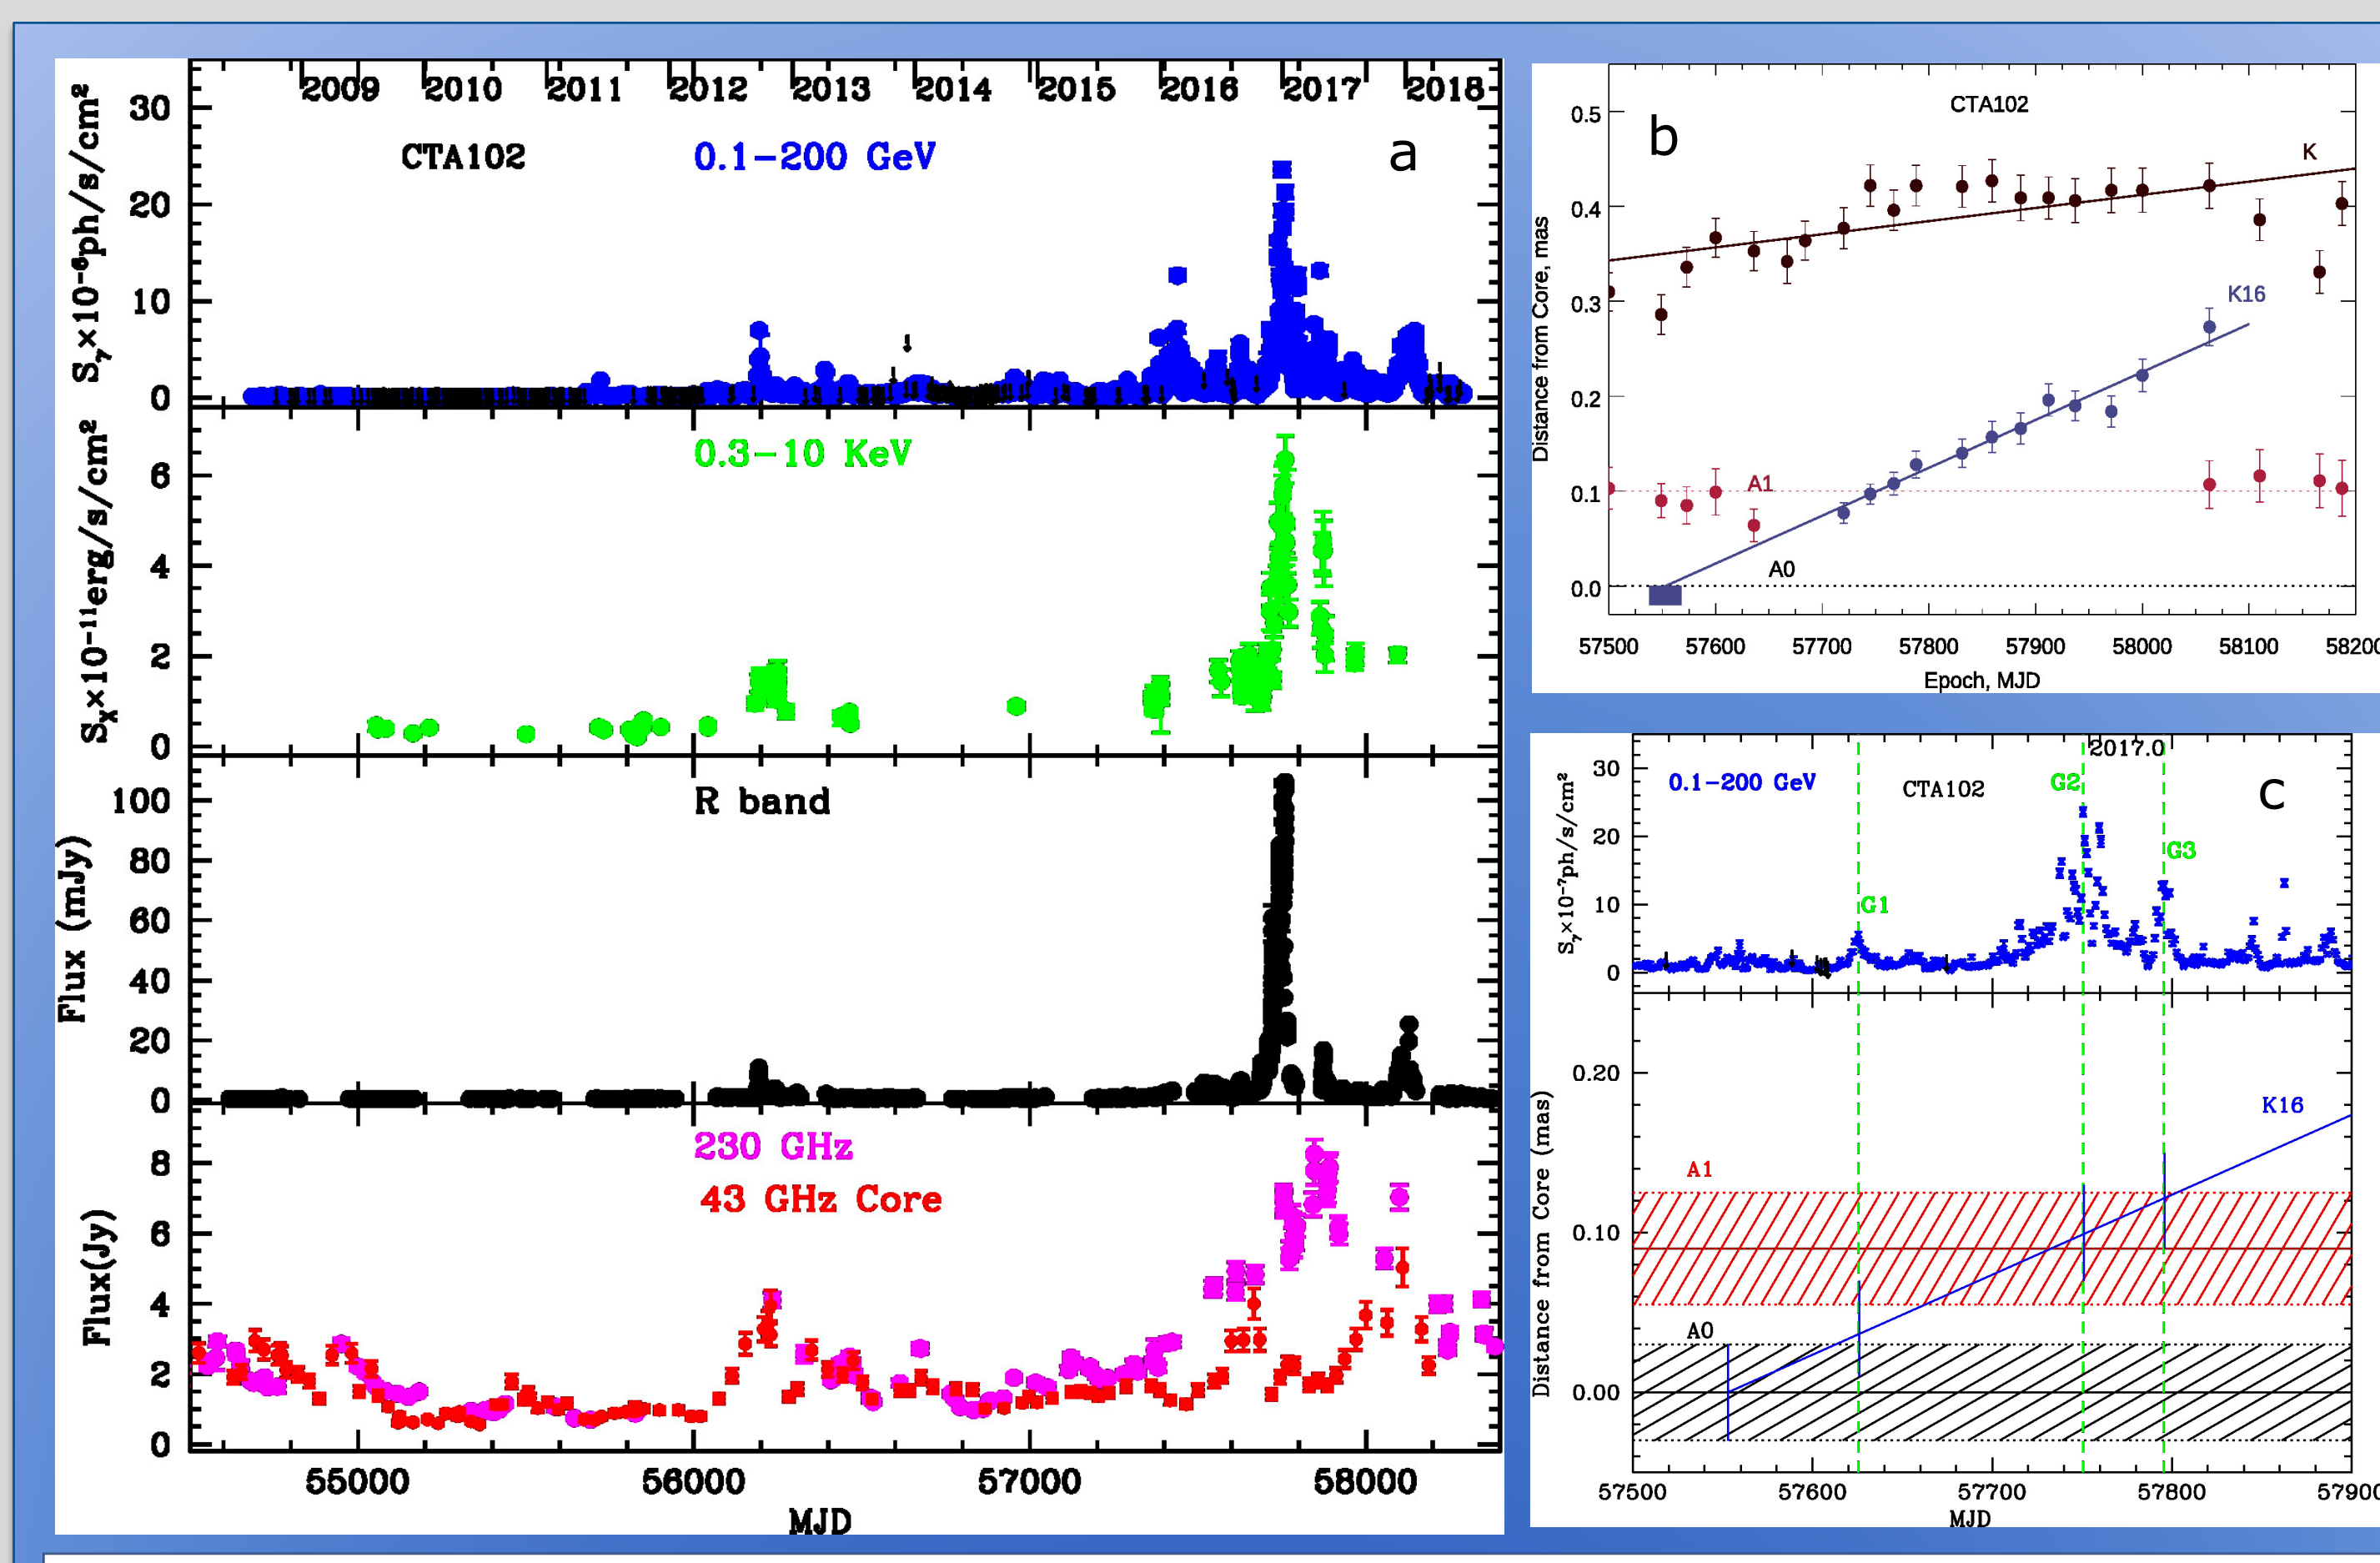 2009 2010 2011 2012 2013 2014 2015 2016 2017 2018
CTA102
0.1−200 GeV
a
Sγ×10⁻⁶ph/s/cm²
30
20
10
0
0.3−10 KeV
Sx×10⁻¹¹erg/s/cm²
6
4
2
0
R band
Flux (mJy)
100
80
60
40
20
0
230 GHz
43 GHz Core
Flux(Jy)
8
6
4
2
0
55000 56000 57000 58000
MJD
b
CTA102
K
K16
A1
A0
Distance from Core, mas
0.5
0.4
0.3
0.2
0.1
0.0
57500 57600 57700 57800 57900 58000 58100 5820
Epoch, MJD
2017.0
0.1−200 GeV
CTA102
G2
c
G3
G1
Sγ×10⁻⁷ph/s/cm²
30
20
10
0
K16
A1
A0
Distance from Core (mas)
0.20
0.10
0.00
57500 57600 57700 57800 57900
MJD